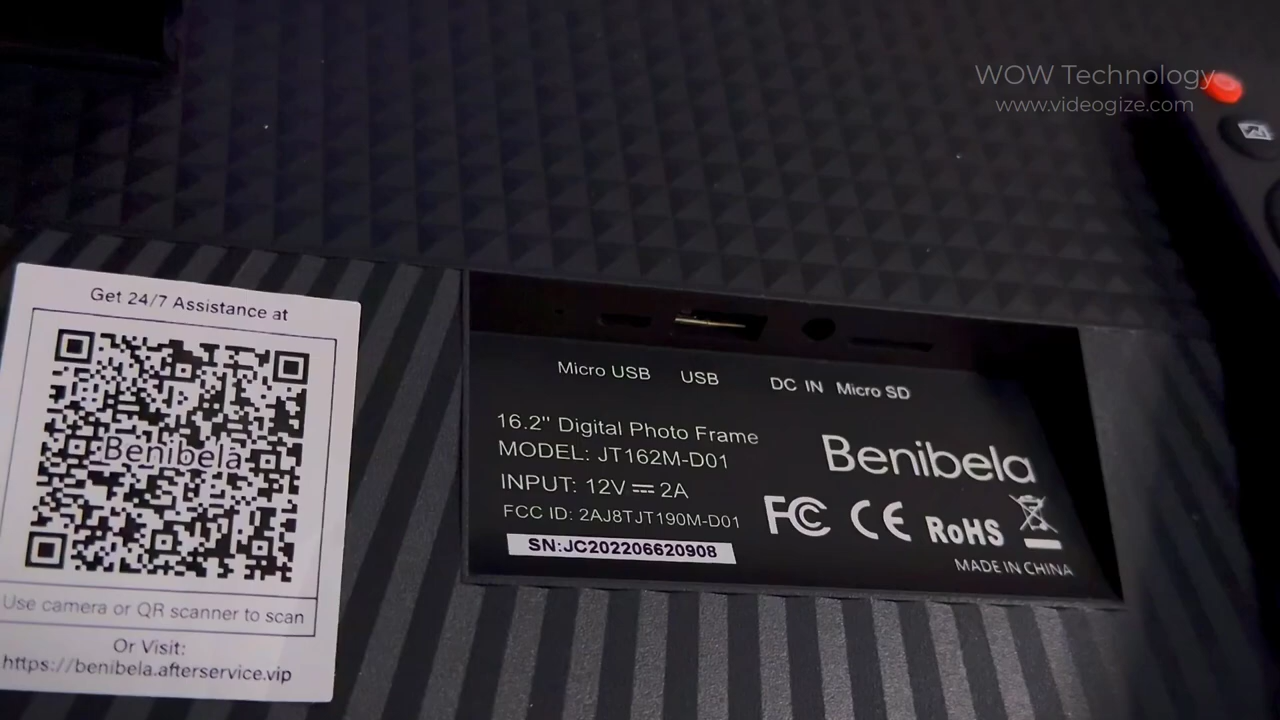 WOW Technology
www.videogize.com
Get 24/7 Assistance at
Benibela
Use camera or QR scanner to scan
Or Visit:
https://benibela.afterservice.vip
Micro USB USB DC IN Micro SD
16.2" Digital Photo Frame
MODEL: JT162M-D01
INPUT: 12V ⎓ 2A
FCC ID: 2AJ8TJT190M-D01
SN:JC202206620908
Benibela
FC CE RoHS
MADE IN CHINA